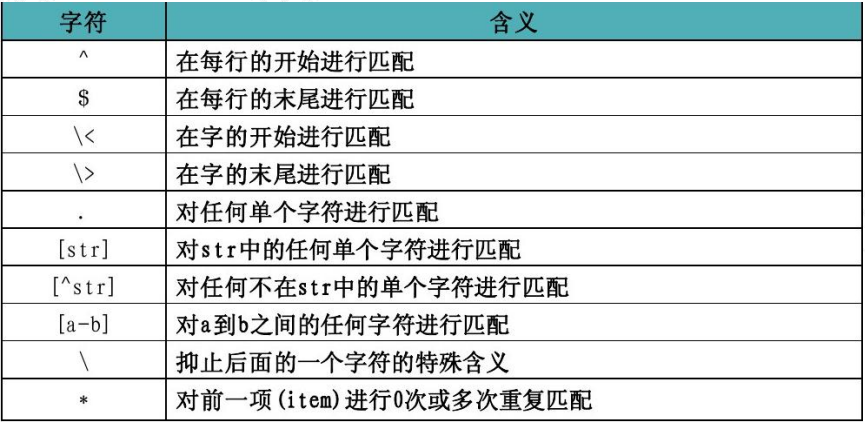 字符 含义
^ 在每行的开始进行匹配
$ 在每行的末尾进行匹配
\< 在字的开始进行匹配
\> 在字的末尾进行匹配
. 对任何单个字符进行匹配
[str] 对str中的任何单个字符进行匹配
[^str] 对任何不在str中的单个字符进行匹配
[a-b] 对a到b之间的任何字符进行匹配
\ 抑止后面的一个字符的特殊含义
* 对前一项(item)进行0次或多次重复匹配